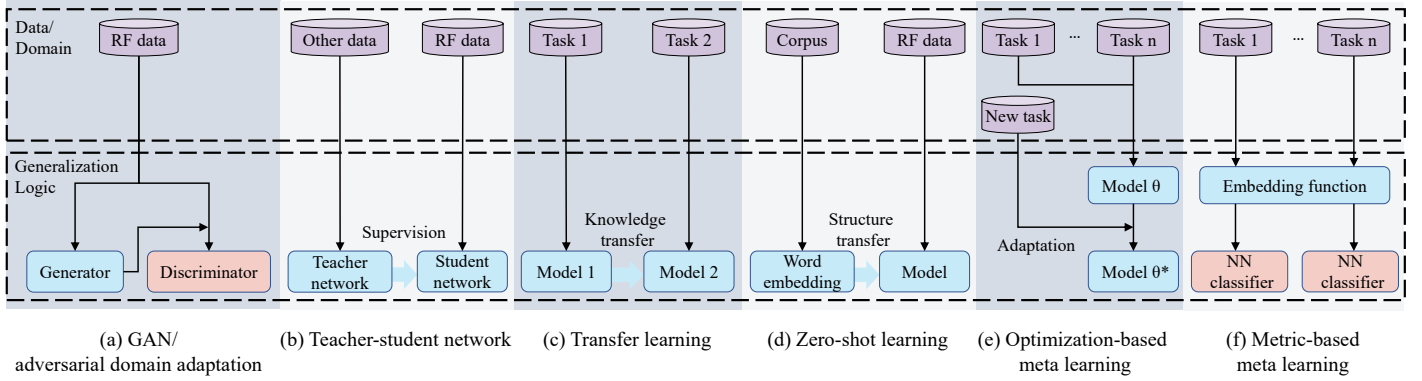 Data/
Domain
RF data
Other data
RF data
Task 1
Task 2
Corpus
RF data
Task 1
...
Task n
Task 1
...
Task n
New task
Generalization
Logic
Model θ
Embedding function
Supervision
Knowledge
transfer
Structure
transfer
Adaptation
Generator
Discriminator
Teacher
network
Student
network
Model 1
Model 2
Word
embedding
Model
Model θ*
NN
classifier
NN
classifier
(a) GAN/
adversarial domain adaptation
(b) Teacher-student network
(c) Transfer learning
(d) Zero-shot learning
(e) Optimization-based
meta learning
(f) Metric-based
meta learning